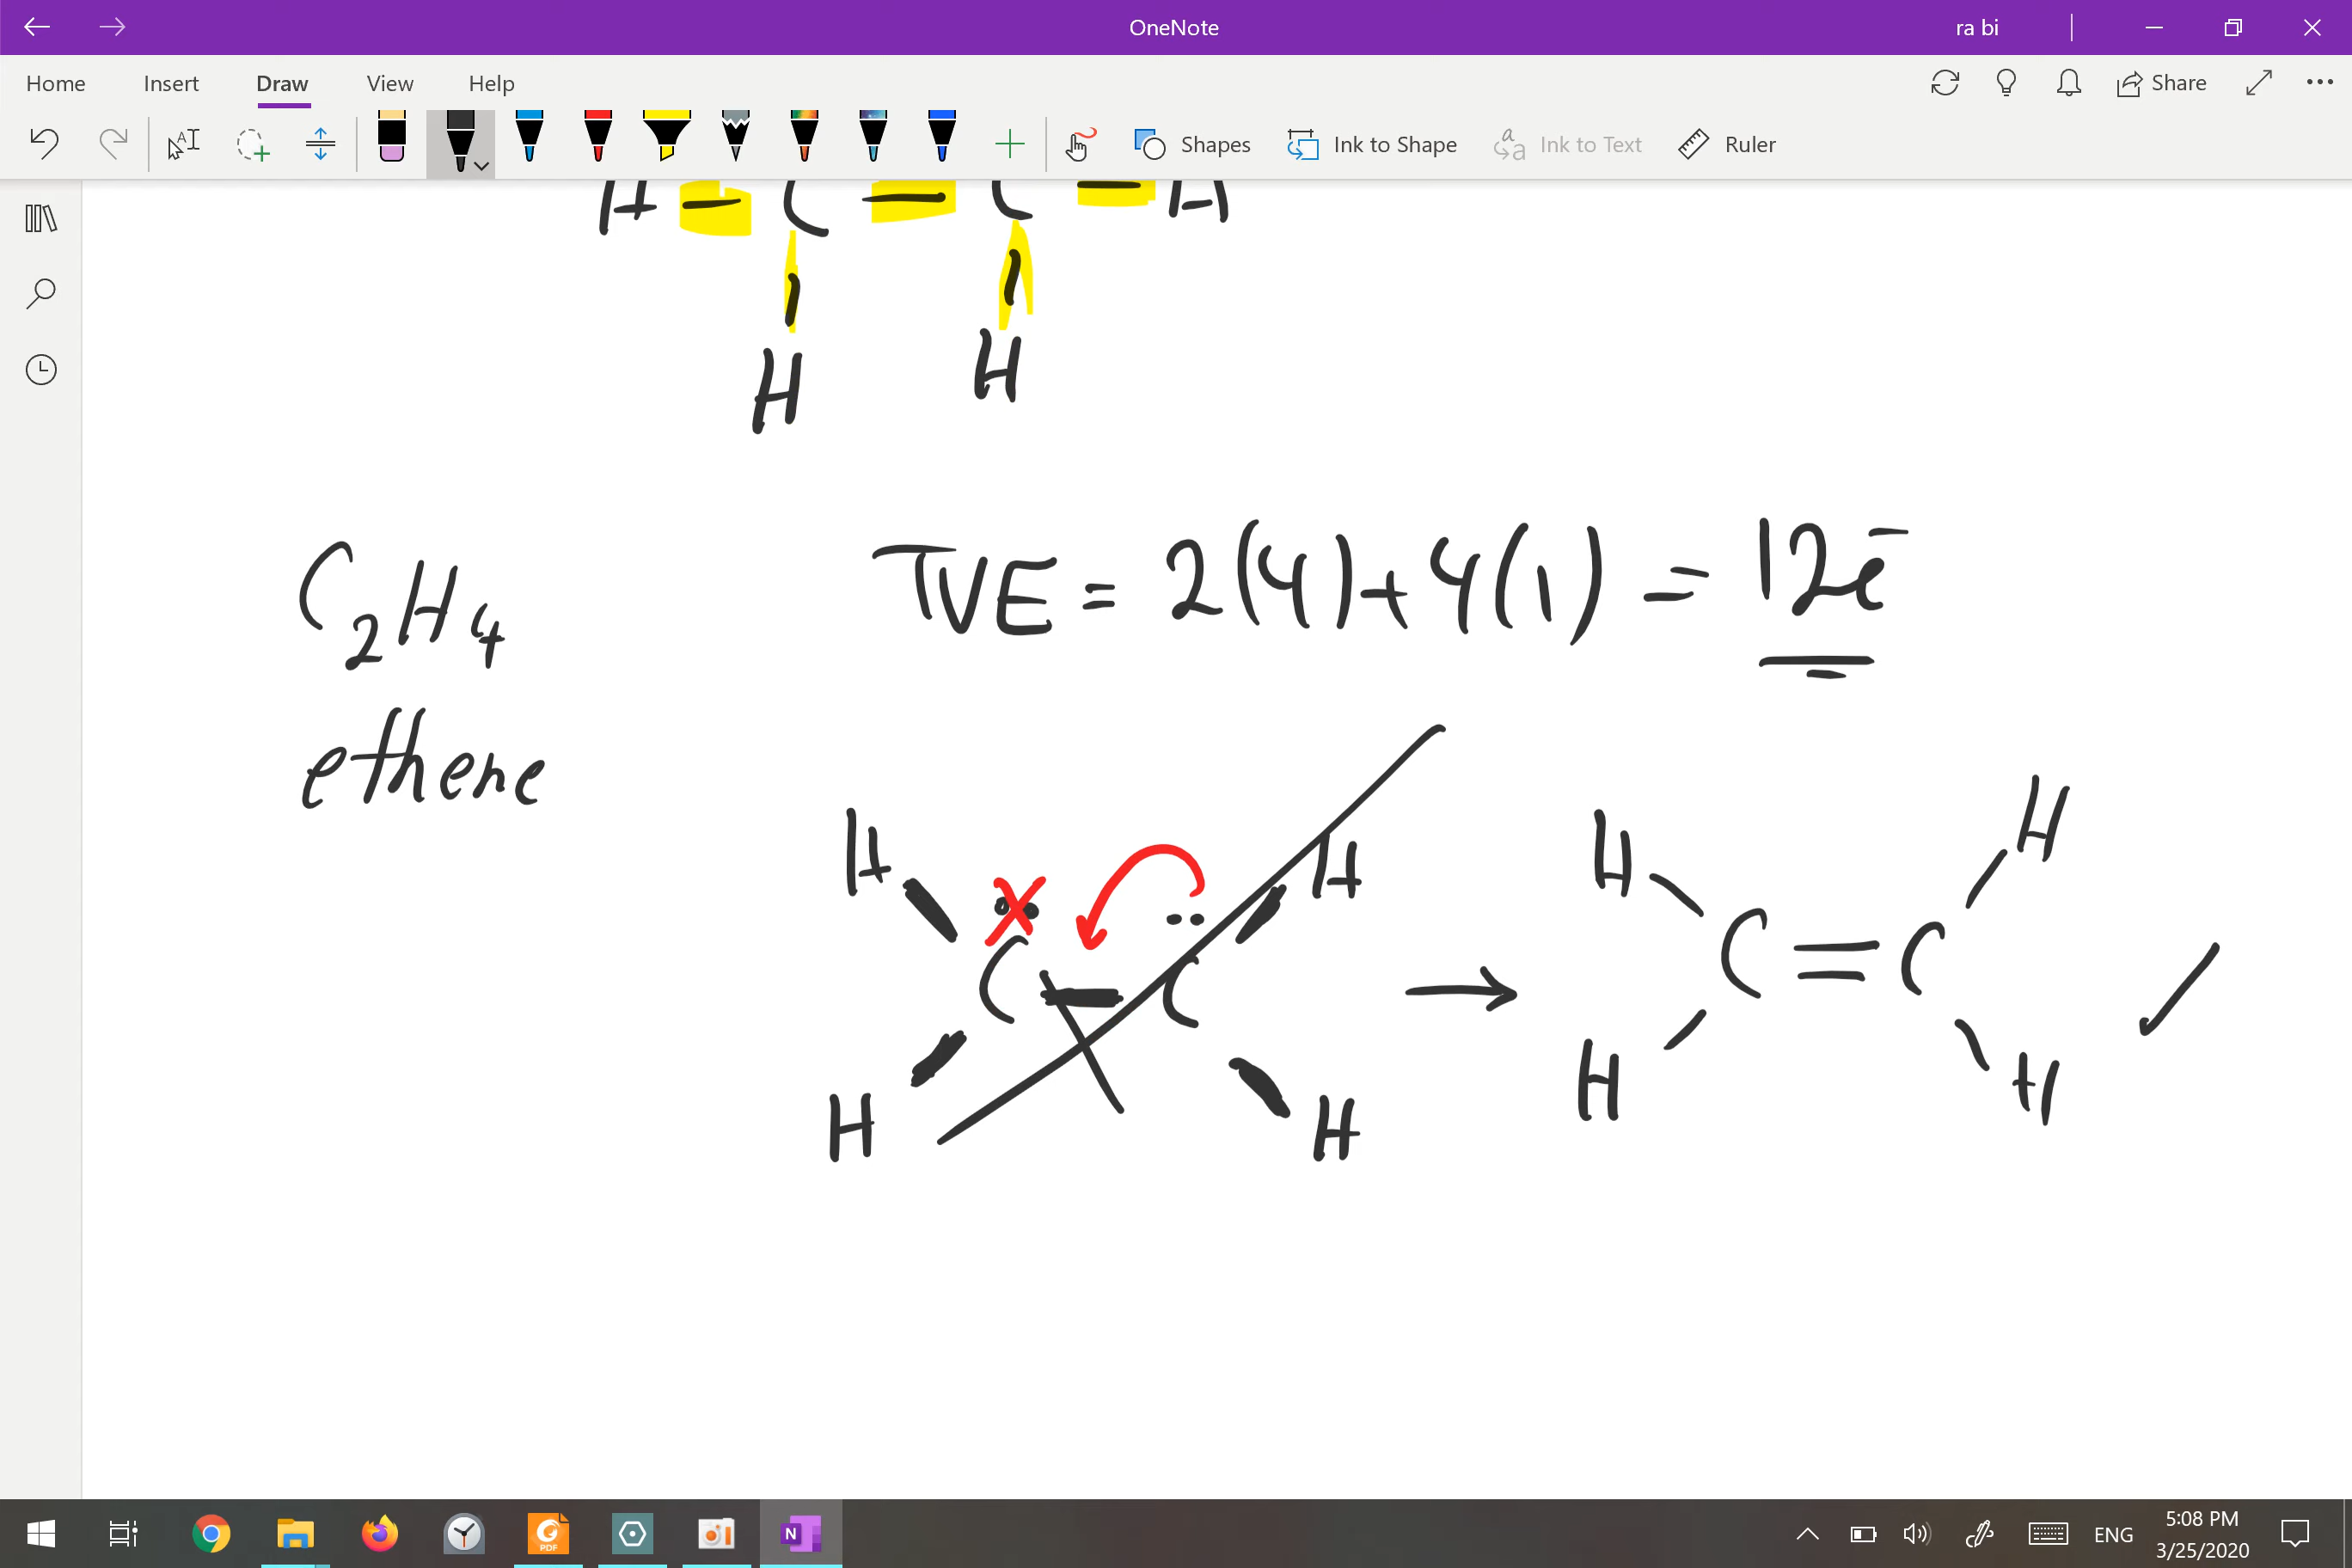 OneNote
ra bi
Home Insert Draw View Help
Share
Shapes
Ink to Shape
Ink to Text
Ruler
H - C - C - H
H H
C₂H₄
TVE = 2(4)+4(1) = 12e⁻
ethene
H H H H
X
C - C → C = C ✓
H H H H
ENG
5:08 PM
3/25/2020
PDF
N